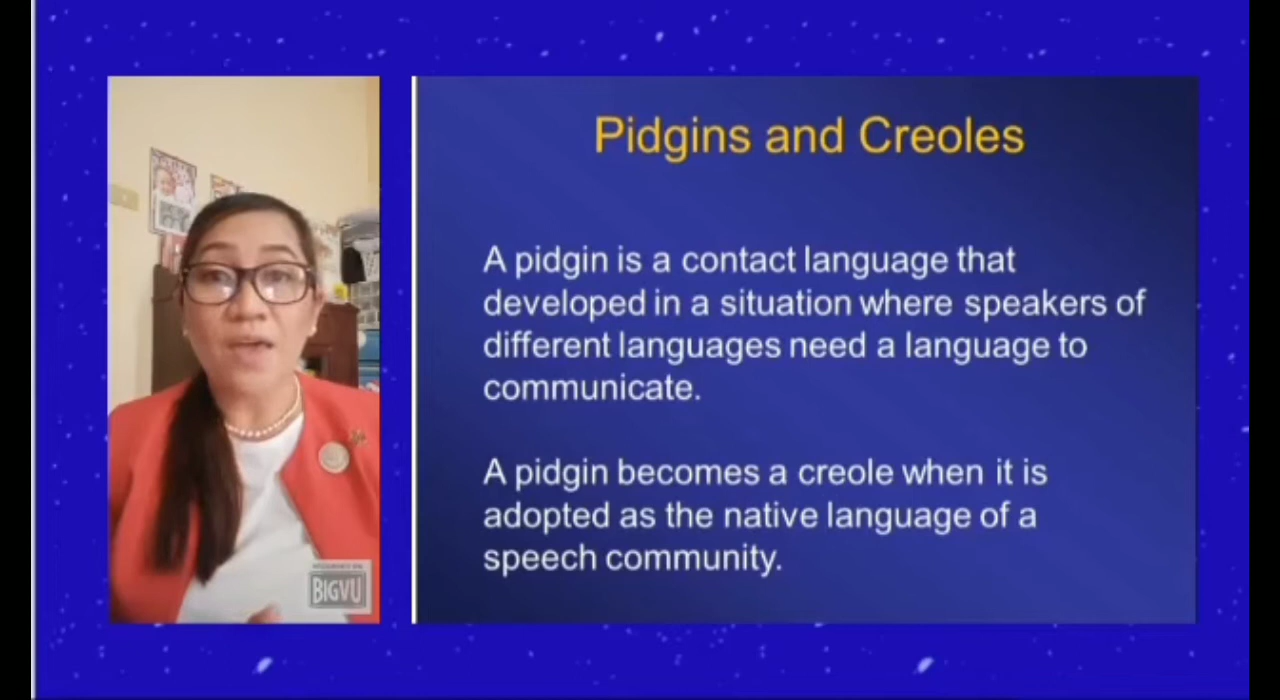 Pidgins and Creoles
A pidgin is a contact language that
developed in a situation where speakers of
different languages need a language to
communicate.
A pidgin becomes a creole when it is
adopted as the native language of a
speech community.
BIGVU